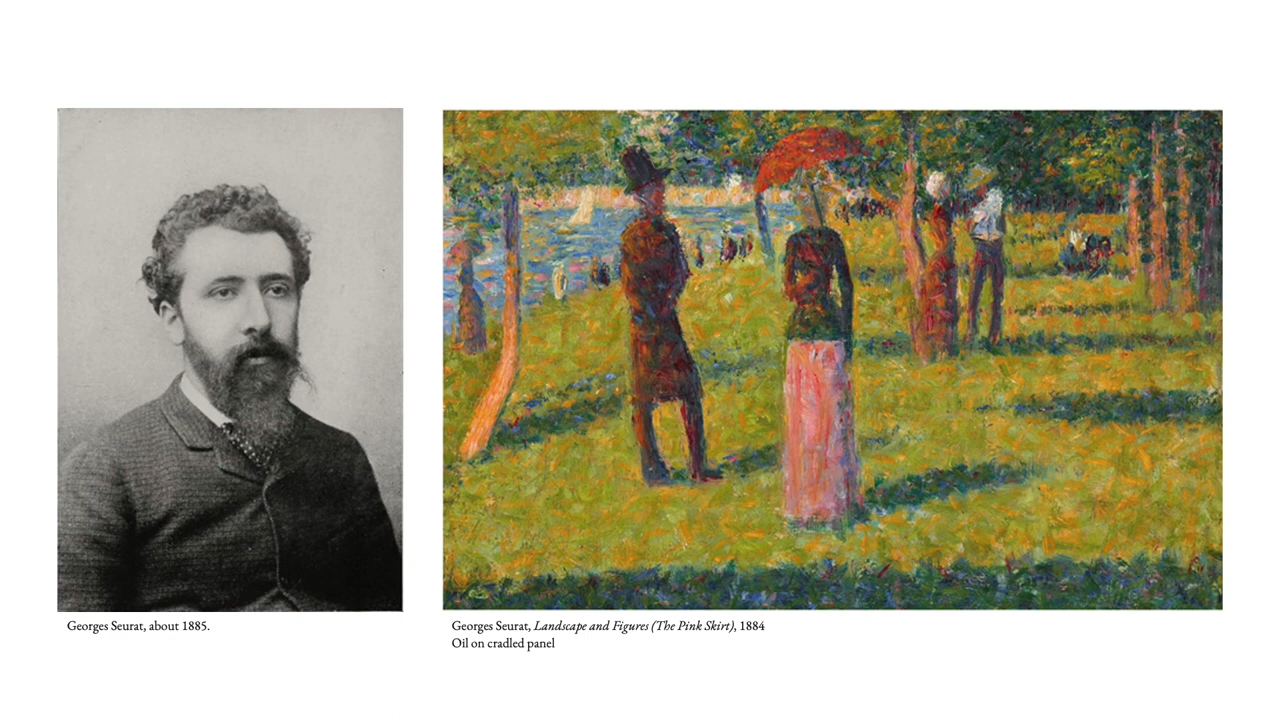 Georges Seurat, about 1885.
Georges Seurat, Landscape and Figures (The Pink Skirt), 1884
Oil on cradled panel